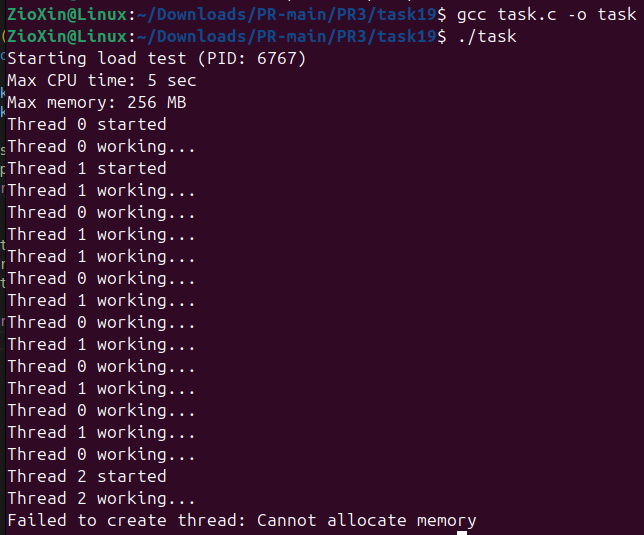 ZioXin@Linux:~/Downloads/PR-main/PR3/task19$ gcc task.c -o task
ZioXin@Linux:~/Downloads/PR-main/PR3/task19$ ./task
Starting load test (PID: 6767)
Max CPU time: 5 sec
Max memory: 256 MB
Thread 0 started
Thread 0 working...
Thread 1 started
Thread 1 working...
Thread 0 working...
Thread 1 working...
Thread 1 working...
Thread 0 working...
Thread 1 working...
Thread 0 working...
Thread 1 working...
Thread 0 working...
Thread 1 working...
Thread 0 working...
Thread 1 working...
Thread 0 working...
Thread 2 started
Thread 2 working...
Failed to create thread: Cannot allocate memory